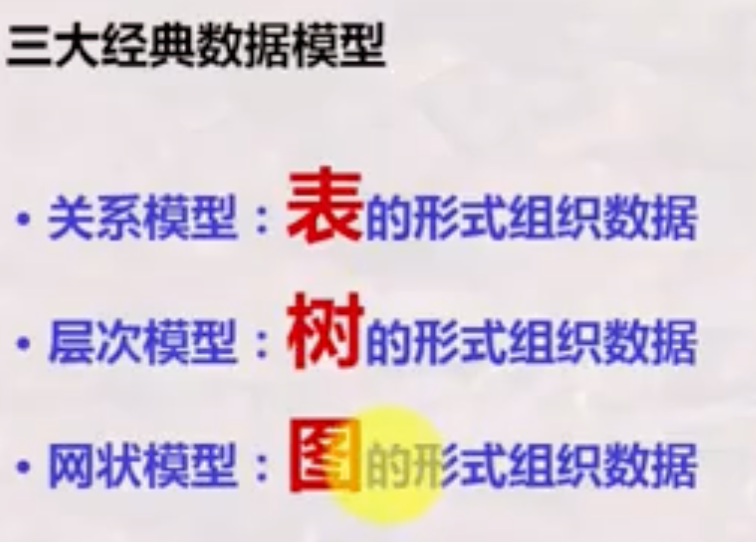 三大经典数据模型
• 关系模型：表的形式组织数据
• 层次模型：树的形式组织数据
• 网状模型：图的形式组织数据